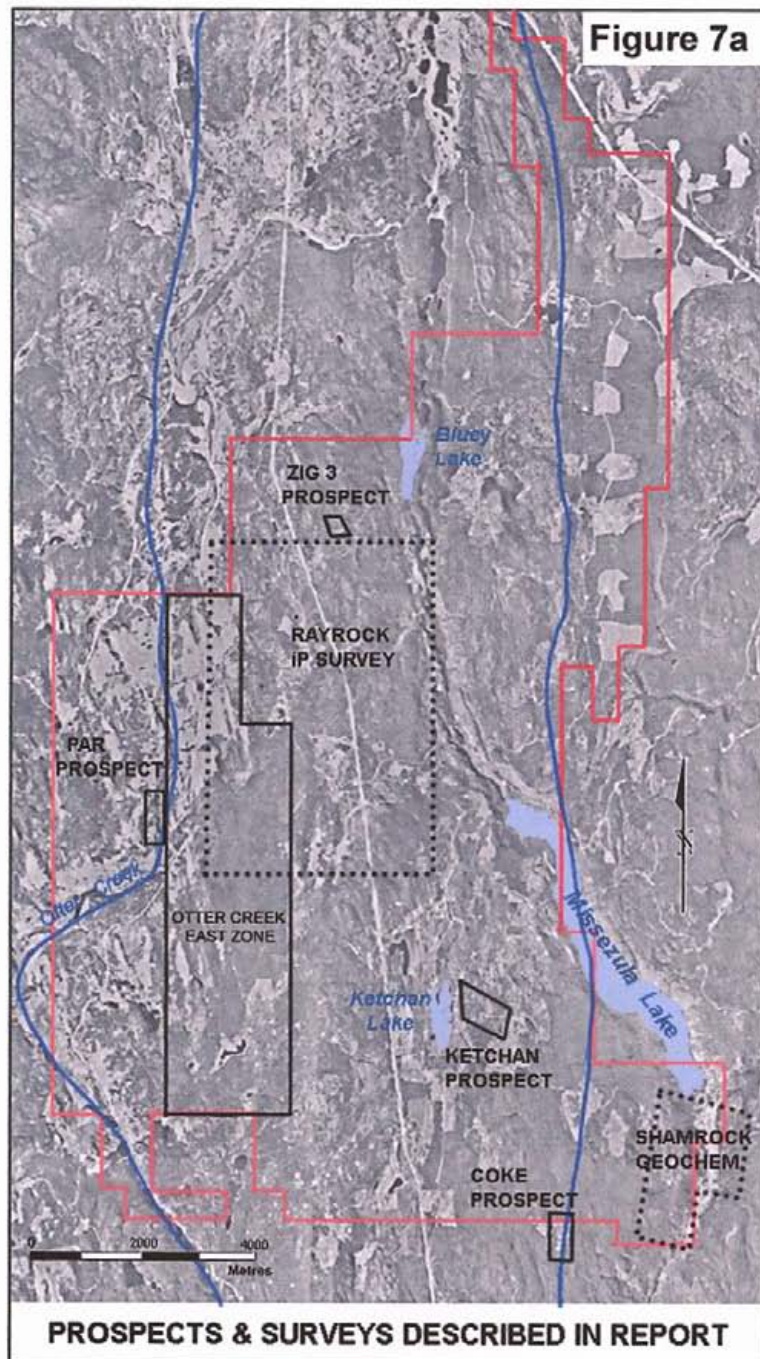 Figure 7a
Bluey
Lake
ZIG 3
PROSPECT
RAYROCK
iP SURVEY
PAR
PROSPECT
Otter Creek
OTTER CREEK
EAST ZONE
Missezula Lake
Ketchan
Lake
KETCHAN
PROSPECT
SHAMROCK
GEOCHEM.
COKE
PROSPECT
0 2000 4000
Metres
PROSPECTS & SURVEYS DESCRIBED IN REPORT